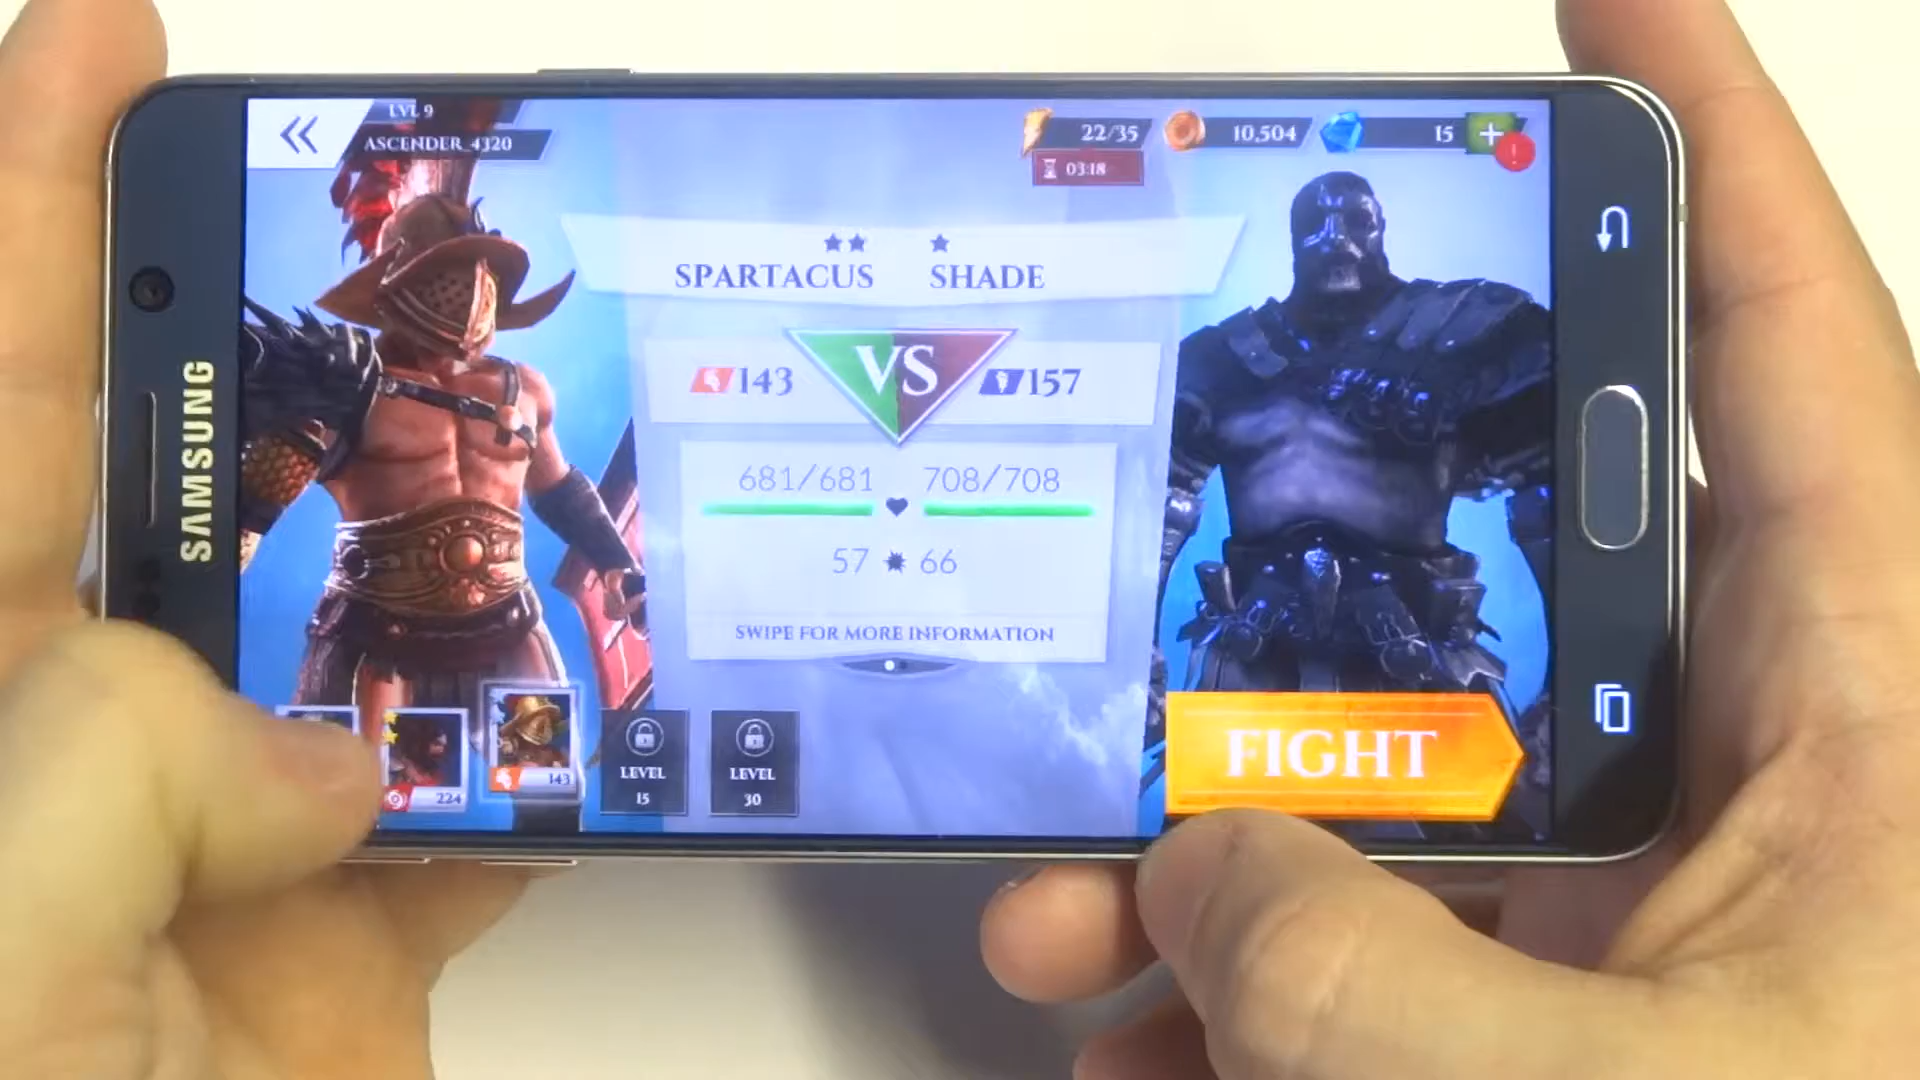 SAMSUNG
LVL 9
ASCENDER_4320
22/35
10,504
15
03:18
SPARTACUS
SHADE
143
VS
157
681/681
708/708
57
66
SWIPE FOR MORE INFORMATION
224
143
LEVEL
15
LEVEL
30
FIGHT